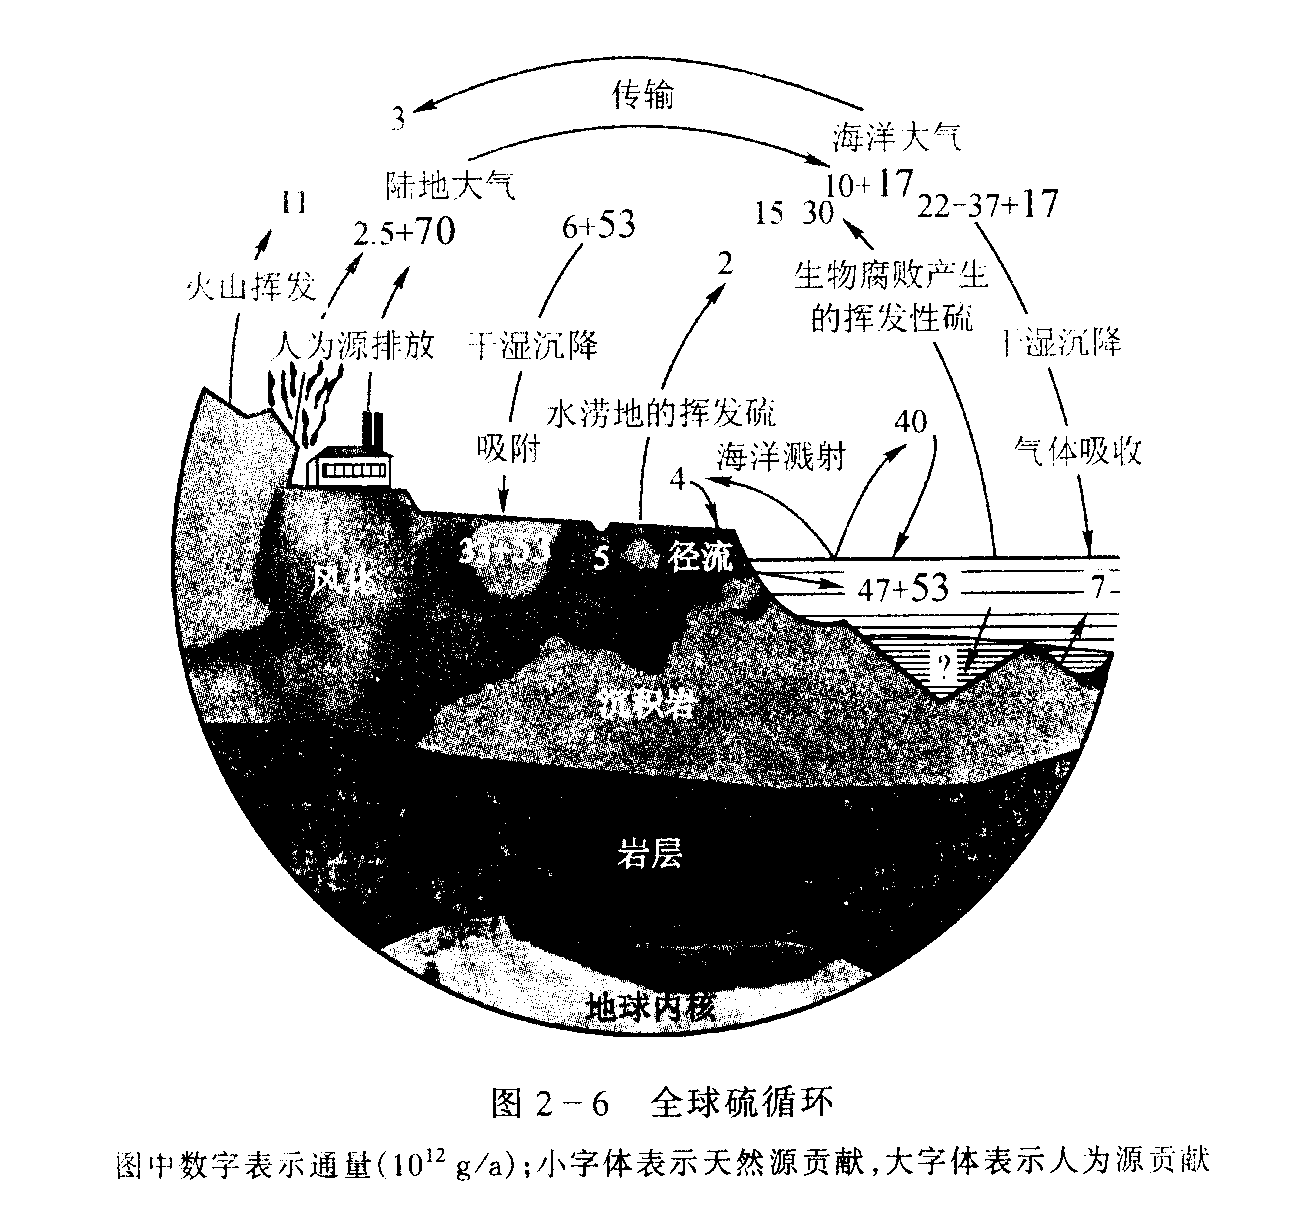 传输
3
海洋大气
陆地大气
10+17
11
15 30
22-37+17
2.5+70
6+53
2
火山挥发
生物腐败产生
的挥发性硫
人为源排放
干湿沉降
干湿沉降
水涝地的挥发硫
40
吸附
海洋溅射
气体吸收
4
5
径流
风化
47+53
7
?
沉积岩
岩层
地球内核
图 2-6 全球硫循环
图中数字表示通量(10¹² g/a);小字体表示天然源贡献,大字体表示人为源贡献